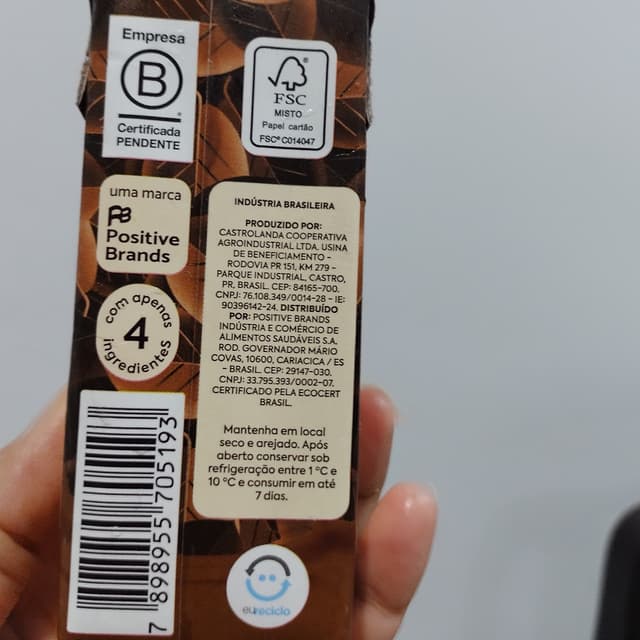 Empresa
B
Certificada
PENDENTE
FSC
MISTO
Papel cartão
FSC® C014047
uma marca
PB
Positive
Brands
com apenas
4
ingredientes
INDÚSTRIA BRASILEIRA
PRODUZIDO POR:
CASTROLANDA COOPERATIVA
AGROINDUSTRIAL LTDA. USINA
DE BENEFICIAMENTO –
RODOVIA PR 151, KM 279 –
PARQUE INDUSTRIAL, CASTRO,
PR, BRASIL. CEP: 84165-700.
CNPJ: 76.108.349/0014-28 – IE:
90396142-24. DISTRIBUÍDO
POR: POSITIVE BRANDS
INDÚSTRIA E COMÉRCIO DE
ALIMENTOS SAUDÁVEIS S.A.
ROD. GOVERNADOR MÁRIO
COVAS, 10600, CARIACICA / ES
– BRASIL. CEP: 29147-030.
CNPJ: 33.795.393/0002-07.
CERTIFICADO PELA ECOCERT
BRASIL.
Mantenha em local
seco e arejado. Após
aberto conservar sob
refrigeração entre 1 °C e
10 °C e consumir em até
7 dias.
7 898955 705193
eureciclo